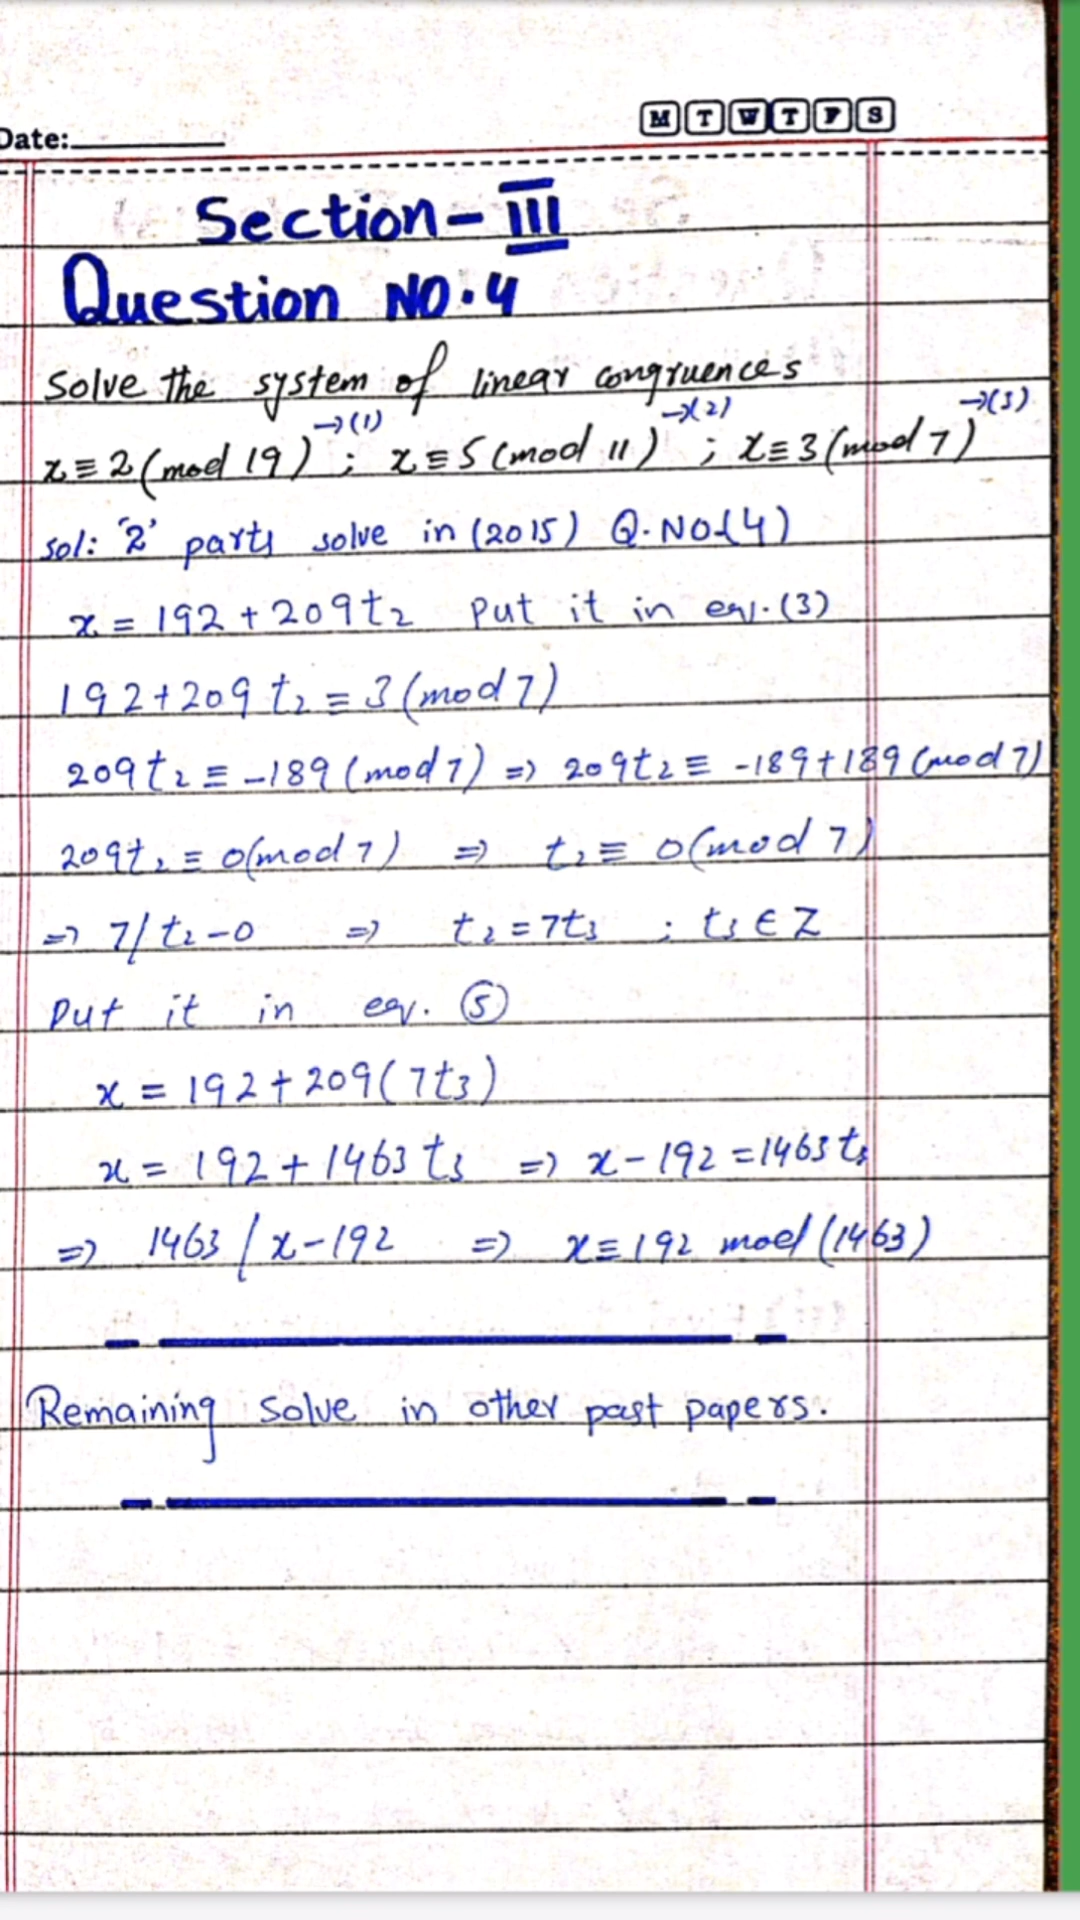 Date:
M T W T F S
Section-III
Question NO.4
Solve the system of linear congruences
x ≡ 2 (mod 19) →(1) ; x ≡ 5 (mod 11) →(2) ; x ≡ 3 (mod 7) →(3)
Sol: '2' parts solve in (2015) Q.NO(4)
x = 192 + 209t₂ put it in eq.(3)
192+209 t₂ ≡ 3 (mod 7)
209t₂ ≡ -189 (mod 7) => 209t₂ ≡ -189+189 (mod 7)
209t₂ ≡ 0(mod 7) => t₂ ≡ 0(mod 7)
=> 7/t₂-0 => t₂ = 7t₃ ; t₃ ∈ Z
Put it in eq. ⑤
x = 192+209(7t₃)
x = 192+1463 t₃ => x-192 = 1463 t₃
=> 1463 / x-192 => x ≡ 192 mod (1463)
Remaining solve in other past papers.